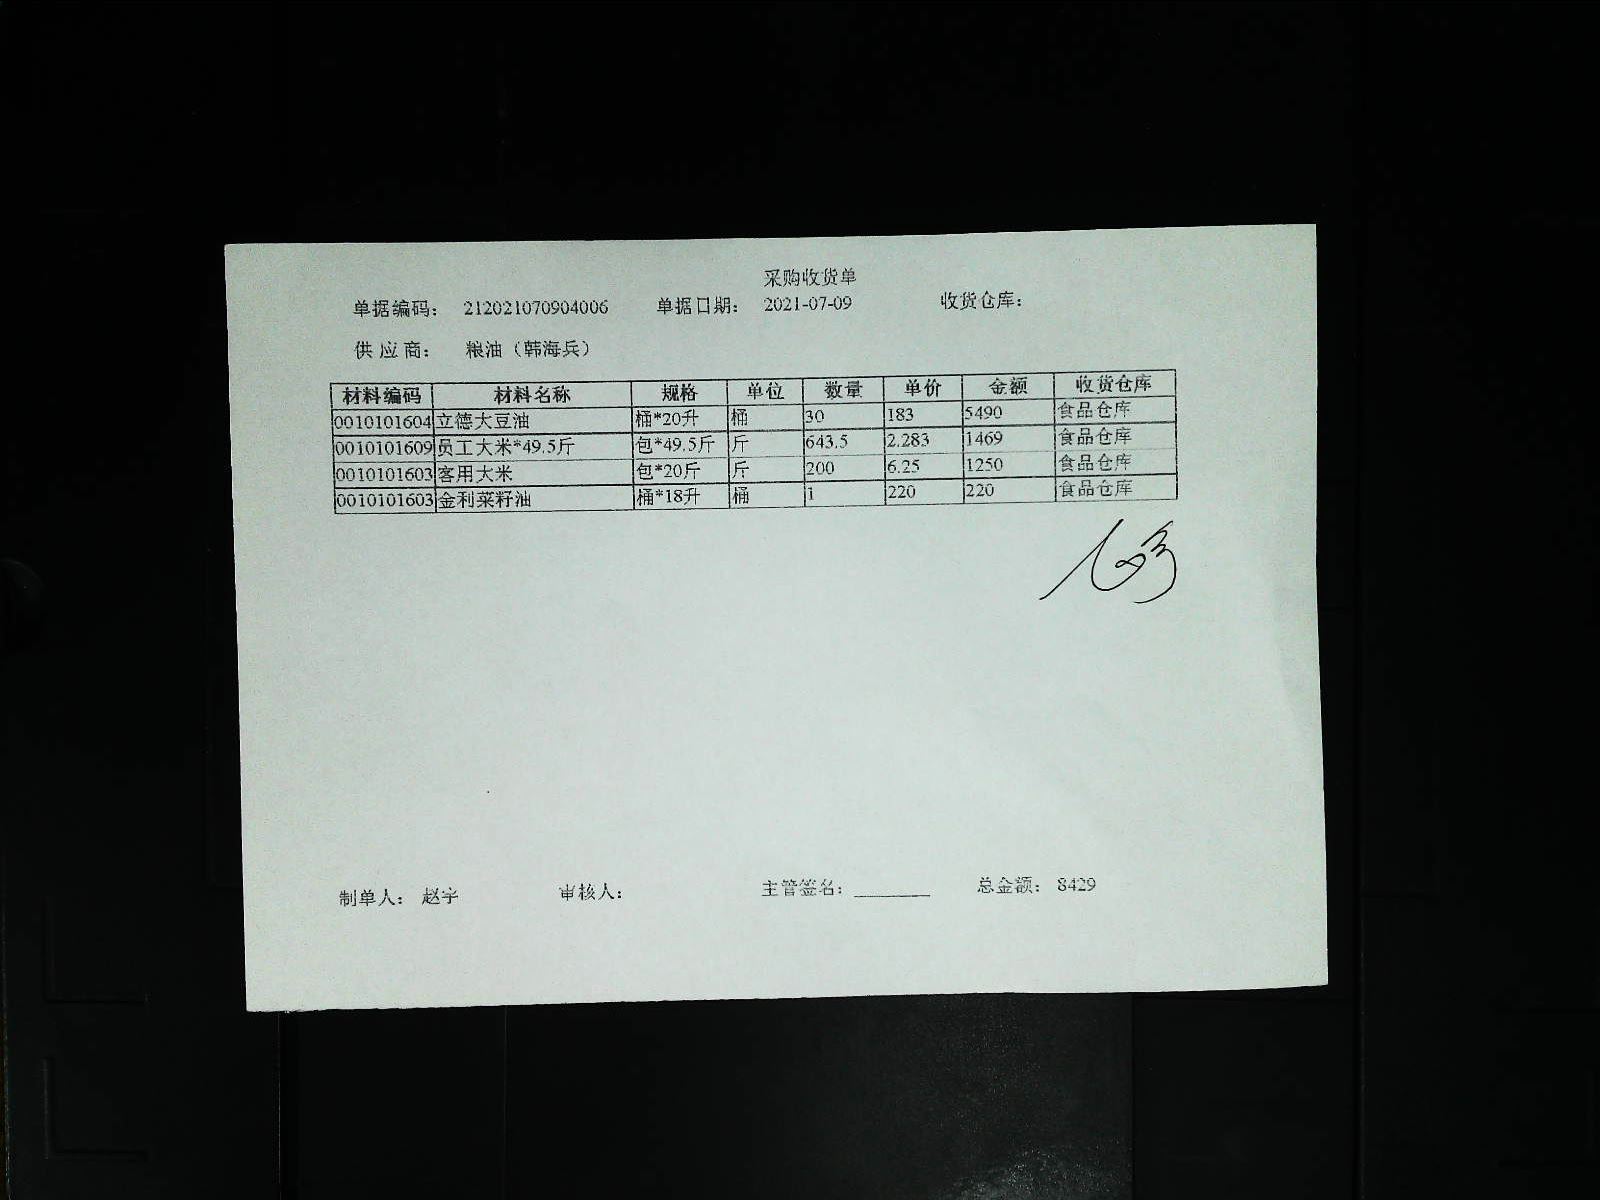 采购收货单
单据编码： 212021070904006 单据日期： 2021-07-09 收货仓库：
供 应 商： 粮油（韩海兵）
材料编码 材料名称 规格 单位 数量 单价 金额 收货仓库
0010101604 立德大豆油 桶*20升 桶 30 183 5490 食品仓库
0010101609 员工大米*49.5斤 包*49.5斤 斤 643.5 2.283 1469 食品仓库
0010101603 客用大米 包*20斤 斤 200 6.25 1250 食品仓库
0010101603 金利菜籽油 桶*18升 桶 1 220 220 食品仓库
制单人： 赵宇 审核人： 主管签名： 总金额： 8429